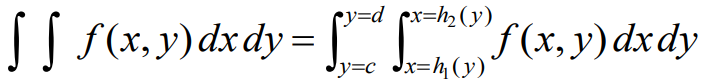 ∫ ∫ f(x, y) dx dy = ∫_{y=c}^{y=d} ∫_{x=h₁(y)}^{x=h₂(y)} f(x, y) dx dy